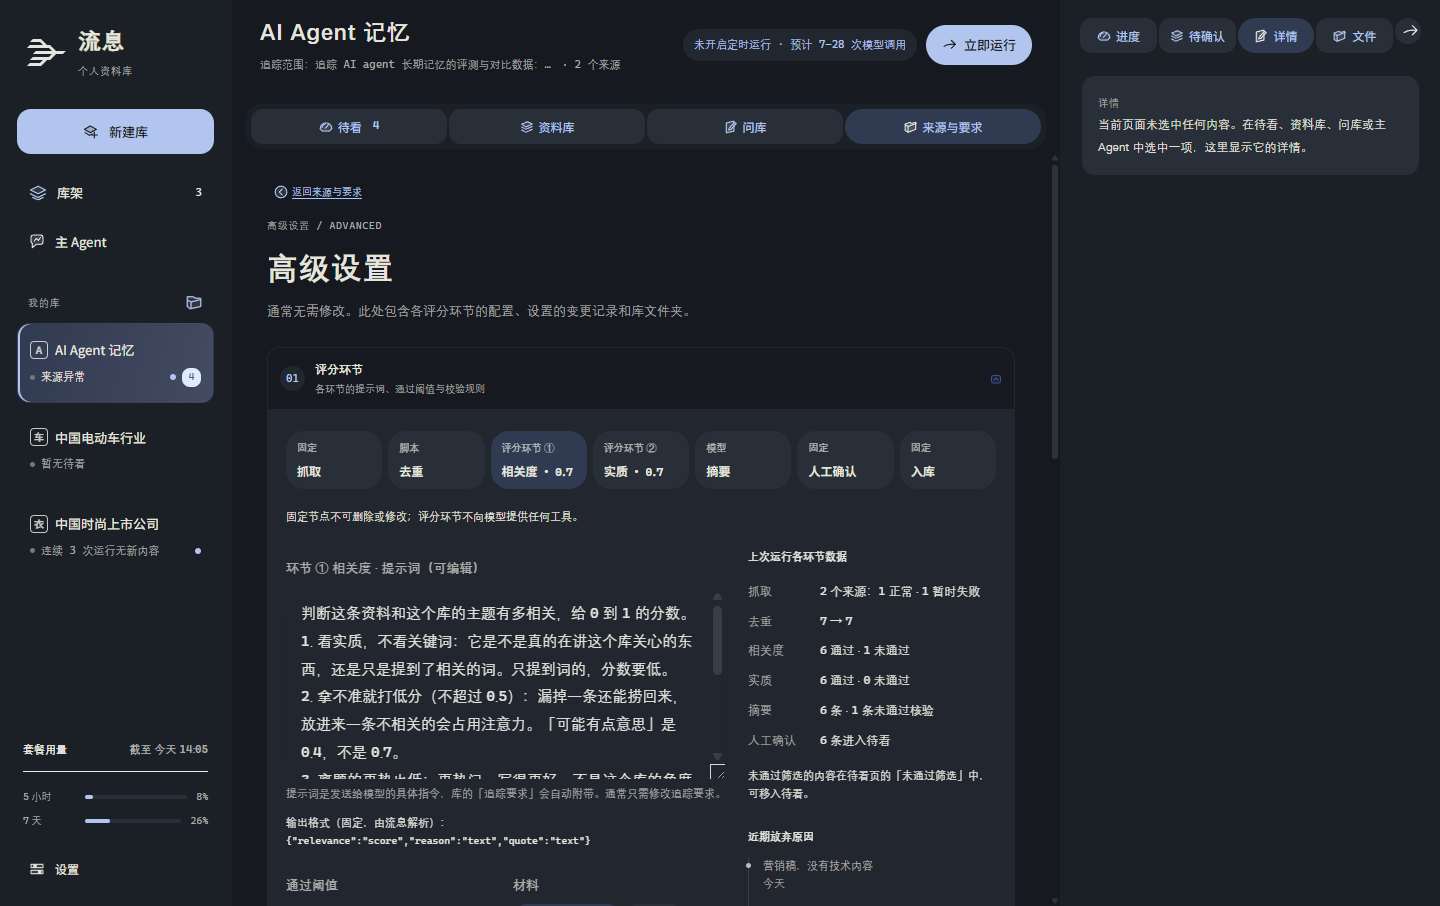 流息
个人资料库
新建库
库架 3
主 Agent
我的库
A AI Agent 记忆
来源异常 4
车 中国电动车行业
暂无待看
衣 中国时尚上市公司
连续 3 次运行无新内容
套餐用量 截至 今天 14:05
5 小时 8%
7 天 26%
设置
AI Agent 记忆
追踪范围：追踪 AI agent 长期记忆的评测与对比数据：… · 2 个来源
未开启定时运行 · 预计 7–28 次模型调用
立即运行
待看 4
资料库
问库
来源与要求
返回来源与要求
高级设置 / ADVANCED
高级设置
通常无需修改。此处包含各评分环节的配置、设置的变更记录和库文件夹。
01 评分环节
各环节的提示词、通过阈值与校验规则
固定
抓取
脚本
去重
评分环节 ①
相关度 · 0.7
评分环节 ②
实质 · 0.7
模型
摘要
固定
人工确认
固定
入库
固定节点不可删除或修改；评分环节不向模型提供任何工具。
环节 ① 相关度 · 提示词（可编辑）
判断这条资料和这个库的主题有多相关，给 0 到 1 的分数。
1. 看实质，不看关键词：它是不是真的在讲这个库关心的东
西，还是只是提到了相关的词。只提到词的，分数要低。
2. 拿不准就打低分（不超过 0.5）：漏掉一条还能捞回来，
放进来一条不相关的会占用注意力。「可能有点意思」是
0.4，不是 0.7。
3. 离题的再热也低：再热门、写得再好，不是这个库的角度
提示词是发送给模型的具体指令，库的「追踪要求」会自动附带。通常只需修改追踪要求。
输出格式（固定，由流息解析）：
{"relevance":"score","reason":"text","quote":"text"}
通过阈值
材料
上次运行各环节数据
抓取 2 个来源：1 正常 · 1 暂时失败
去重 7 → 7
相关度 6 通过 · 1 未通过
实质 6 通过 · 0 未通过
摘要 6 条 · 1 条未通过核验
人工确认 6 条进入待看
未通过筛选的内容在待看页的「未通过筛选」中，
可移入待看。
近期放弃原因
营销稿，没有技术内容
今天
进度
待确认
详情
文件
详情
当前页面未选中任何内容。在待看、资料库、问库或主
Agent 中选中一项，这里显示它的详情。